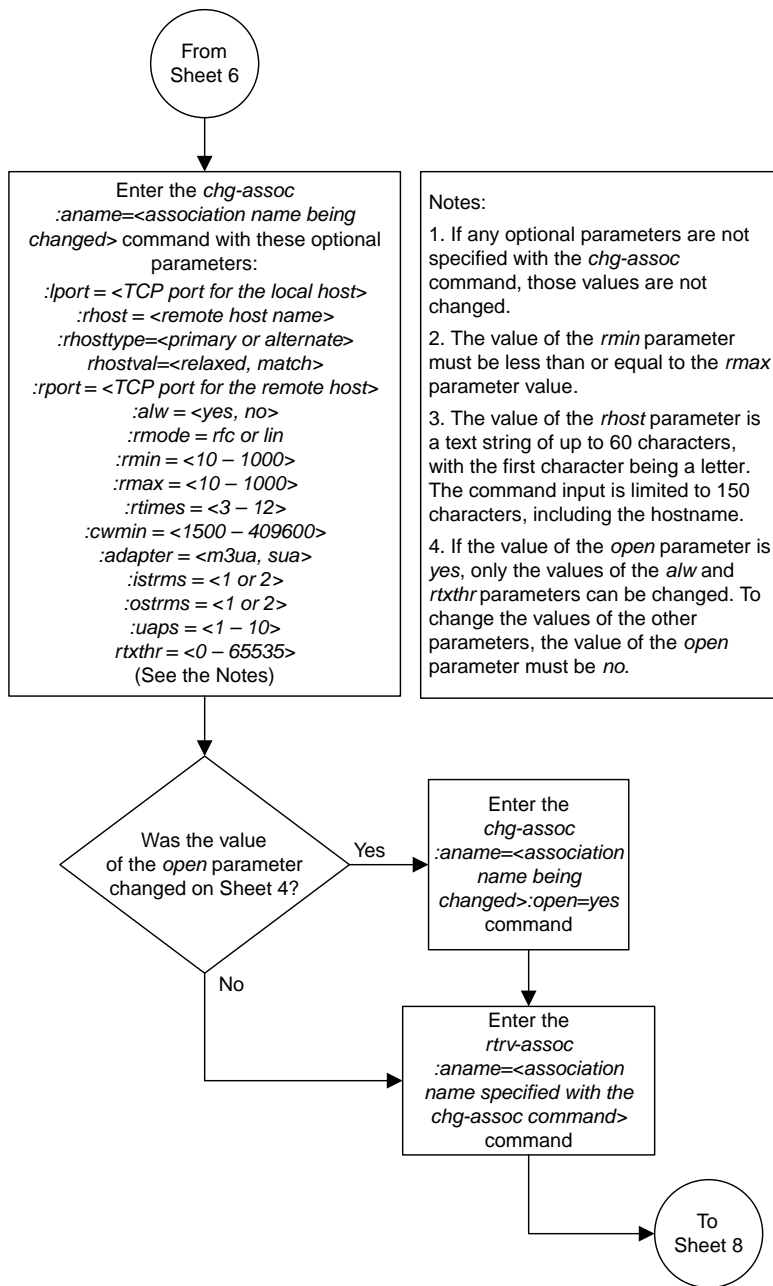 From
Sheet 6
Enter the chg-assoc
:aname=<association name being
changed> command with these optional
parameters:
:lport = <TCP port for the local host>
:rhost = <remote host name>
:rhosttype=<primary or alternate>
rhostval=<relaxed, match>
:rport = <TCP port for the remote host>
:alw = <yes, no>
:rmode = rfc or lin
:rmin = <10 – 1000>
:rmax = <10 – 1000>
:rtimes = <3 – 12>
:cwmin = <1500 – 409600>
:adapter = <m3ua, sua>
:istrms = <1 or 2>
:ostrms = <1 or 2>
:uaps = <1 – 10>
rtxthr = <0 – 65535>
(See the Notes)
Notes:
1. If any optional parameters are not
specified with the chg-assoc
command, those values are not
changed.
2. The value of the rmin parameter
must be less than or equal to the rmax
parameter value.
3. The value of the rhost parameter is
a text string of up to 60 characters,
with the first character being a letter.
The command input is limited to 150
characters, including the hostname.
4. If the value of the open parameter is
yes, only the values of the alw and
rtxthr parameters can be changed. To
change the values of the other
parameters, the value of the open
parameter must be no.
Was the value
of the open parameter
changed on Sheet 4?
Yes
No
Enter the
chg-assoc
:aname=<association
name being
changed>:open=yes
command
Enter the
rtrv-assoc
:aname=<association
name specified with the
chg-assoc command>
command
To
Sheet 8